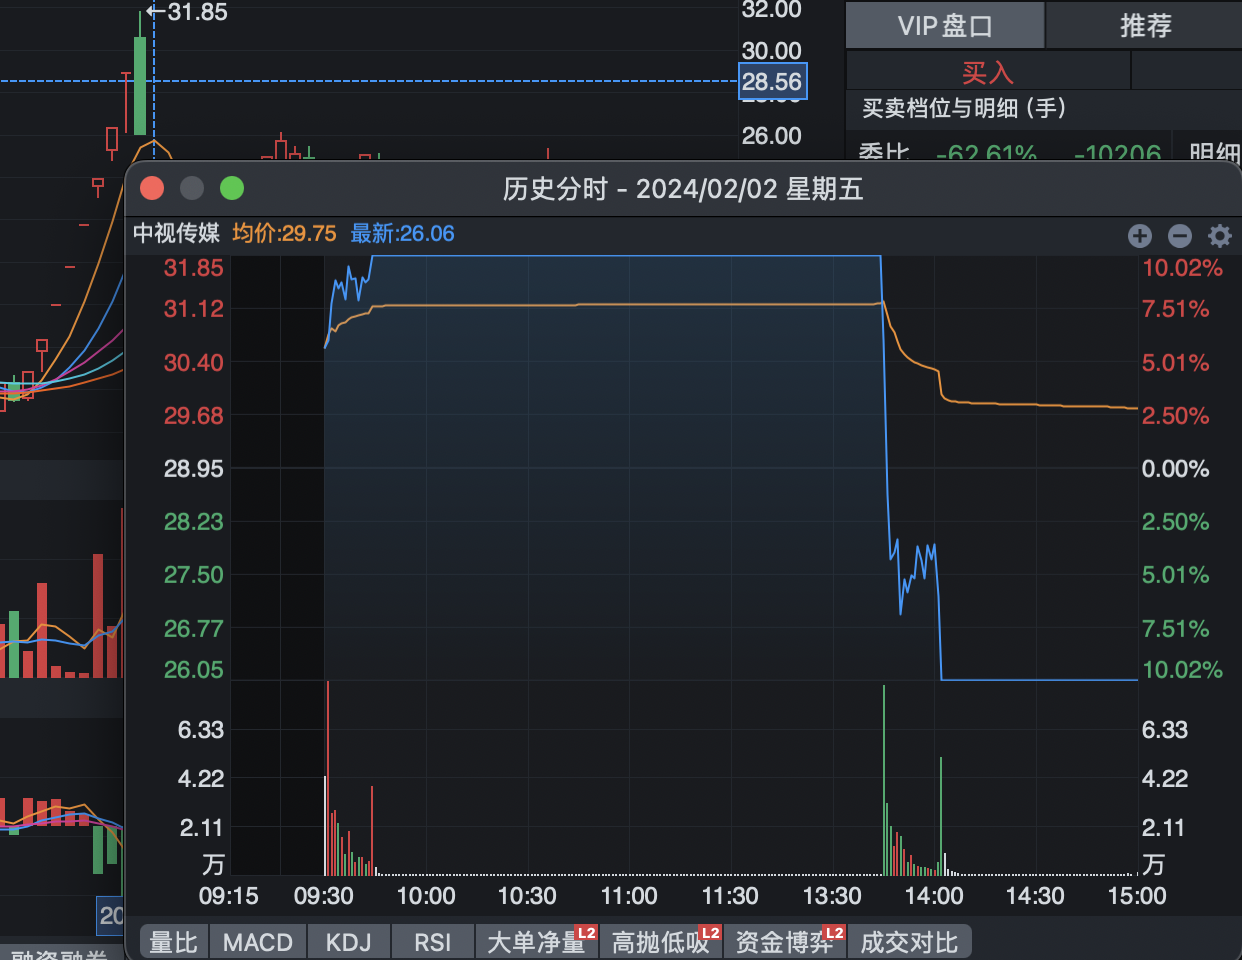 31.85
32.00
30.00
28.56
26.00
VIP盘口
推荐
买入
买卖档位与明细 (手)
委比
-62.61%
-10206
明细
历史分时 - 2024/02/02 星期五
中视传媒 均价:29.75 最新:26.06
31.85
31.12
30.40
29.68
28.95
28.23
27.50
26.77
26.05
6.33
4.22
2.11
万
10.02%
7.51%
5.01%
2.50%
0.00%
2.50%
5.01%
7.51%
10.02%
6.33
4.22
2.11
万
09:15 09:30 10:00 10:30 11:00 11:30 13:30 14:00 14:30 15:00
20
量比 MACD KDJ RSI 大单净量 L2 高抛低吸 L2 资金博弈 L2 成交对比
融资融券